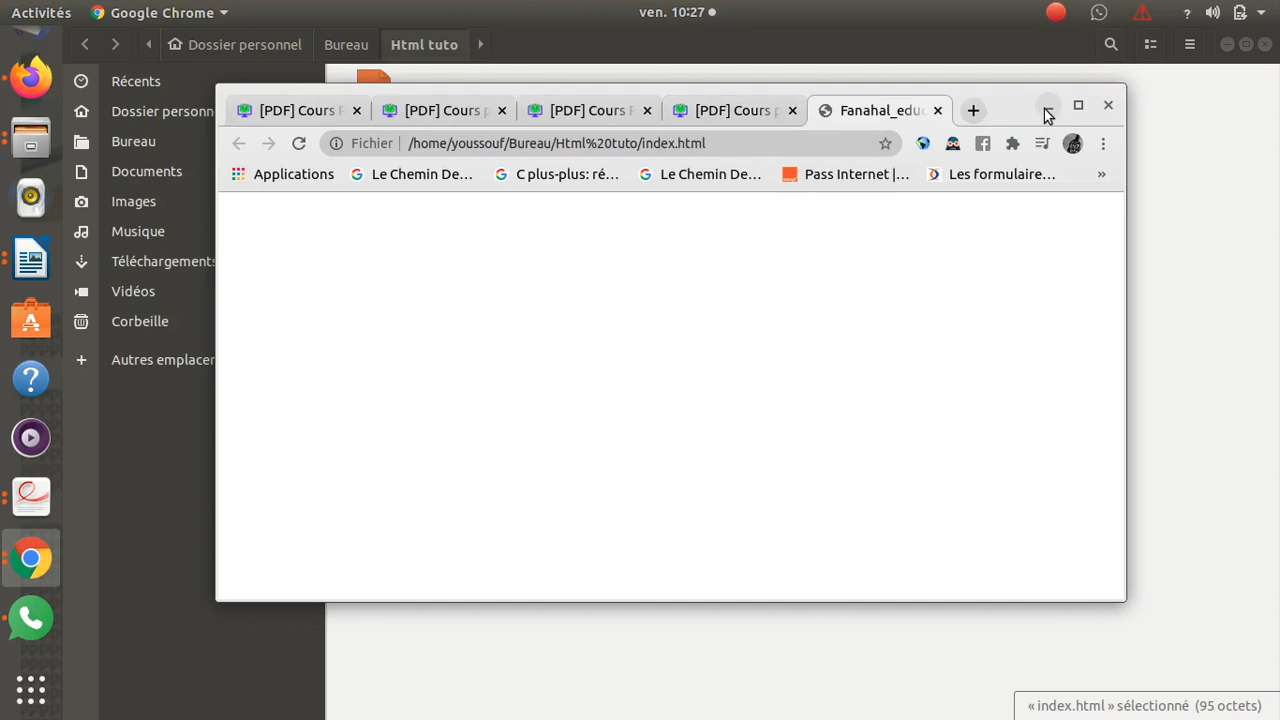 Activités Google Chrome ven. 10:27
Dossier personnel Bureau Html tuto
Récents
Dossier personn
Bureau
Documents
Images
Musique
Téléchargements
Vidéos
Corbeille
Autres emplacer
[PDF] Cours [PDF] Cours p [PDF] Cours [PDF] Cours p Fanahal_edu
Fichier /home/youssouf/Bureau/Html%20tuto/index.html
Applications Le Chemin De... C plus-plus: ré... Le Chemin De... Pass Internet |... Les formulaire... »
« index.html » sélectionné (95 octets)